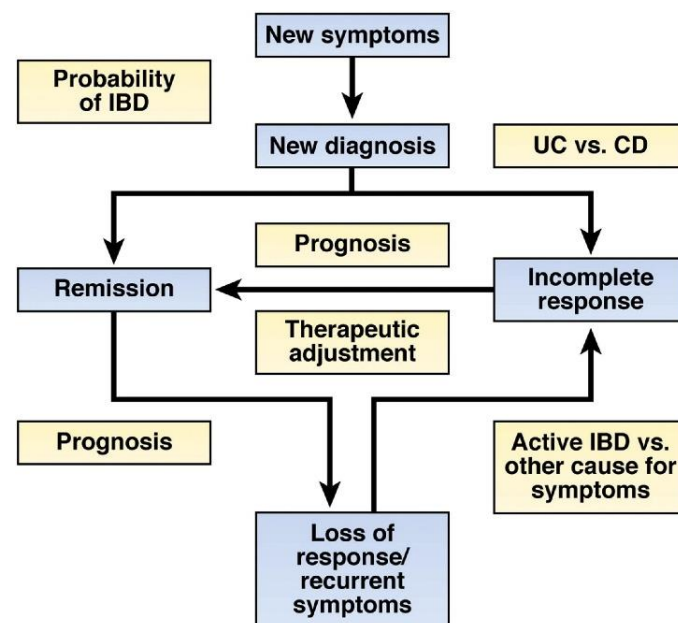 New symptoms
Probability
of IBD
New diagnosis
UC vs. CD
Prognosis
Remission
Incomplete
response
Therapeutic
adjustment
Prognosis
Active IBD vs.
other cause for
symptoms
Loss of
response/
recurrent
symptoms